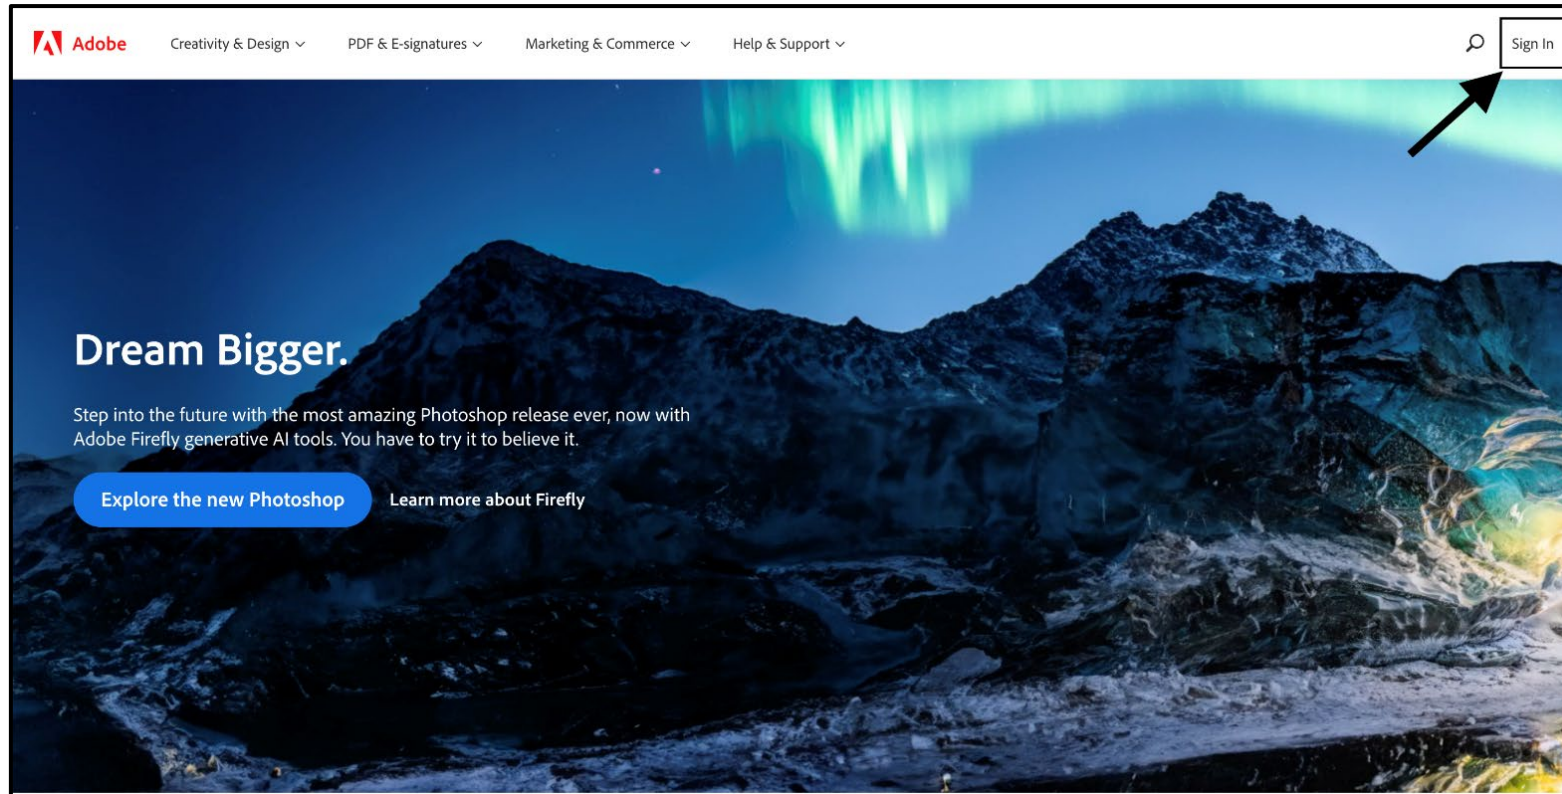 Adobe
Creativity & Design
PDF & E-signatures
Marketing & Commerce
Help & Support
Sign In
Dream Bigger.
Step into the future with the most amazing Photoshop release ever, now with
Adobe Firefly generative AI tools. You have to try it to believe it.
Explore the new Photoshop
Learn more about Firefly